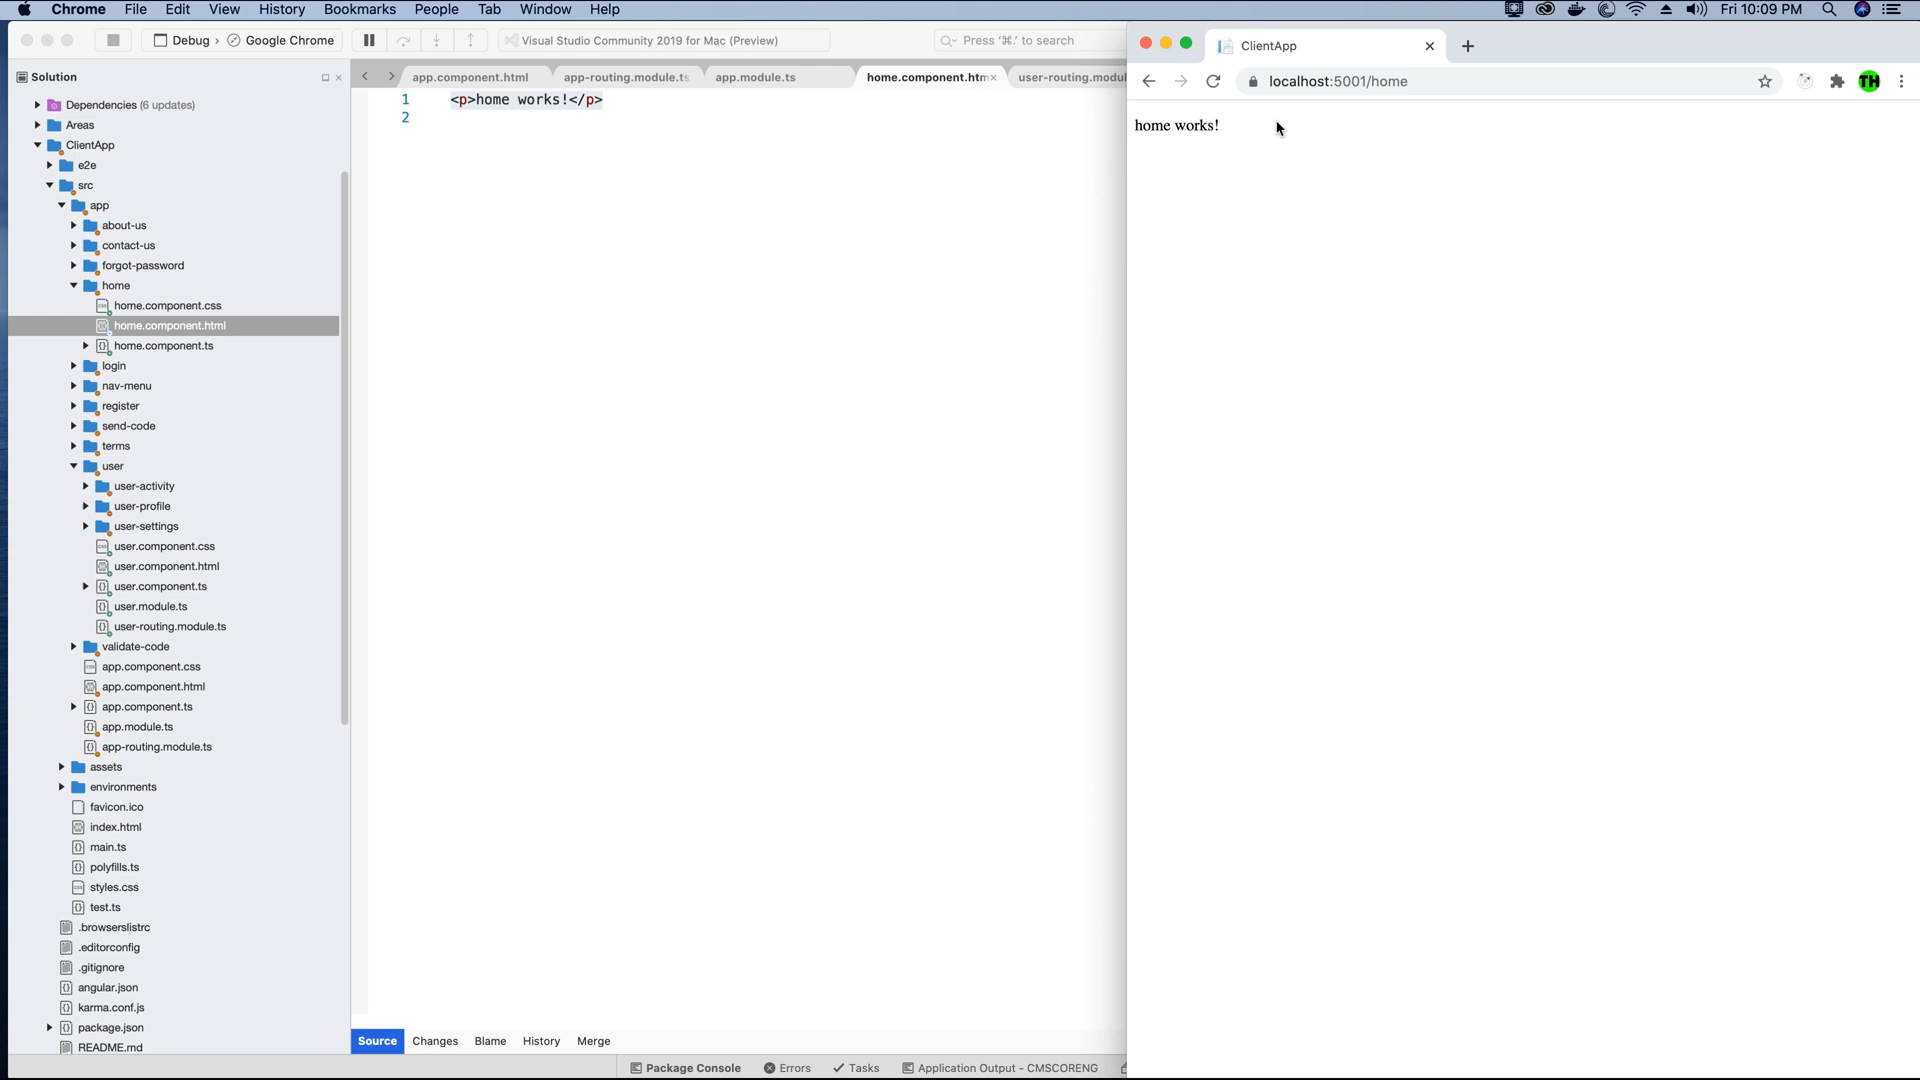 Chrome File Edit View History Bookmarks People Tab Window Help Fri 10:09 PM
Debug › Google Chrome
Visual Studio Community 2019 for Mac (Preview)
Press '⌘.' to search
Solution
Dependencies (6 updates)
Areas
ClientApp
e2e
src
app
about-us
contact-us
forgot-password
home
home.component.css
home.component.html
home.component.ts
login
nav-menu
register
send-code
terms
user
user-activity
user-profile
user-settings
user.component.css
user.component.html
user.component.ts
user.module.ts
user-routing.module.ts
validate-code
app.component.css
app.component.html
app.component.ts
app.module.ts
app-routing.module.ts
assets
environments
favicon.ico
index.html
main.ts
polyfills.ts
styles.css
test.ts
.browserslistrc
.editorconfig
.gitignore
angular.json
karma.conf.js
package.json
README.md
app.component.html app-routing.module.ts app.module.ts home.component.htm user-routing.modul
1 <p>home works!</p>
2
Source Changes Blame History Merge
Package Console Errors Tasks Application Output - CMSCORENG
ClientApp
localhost:5001/home
TH
home works!